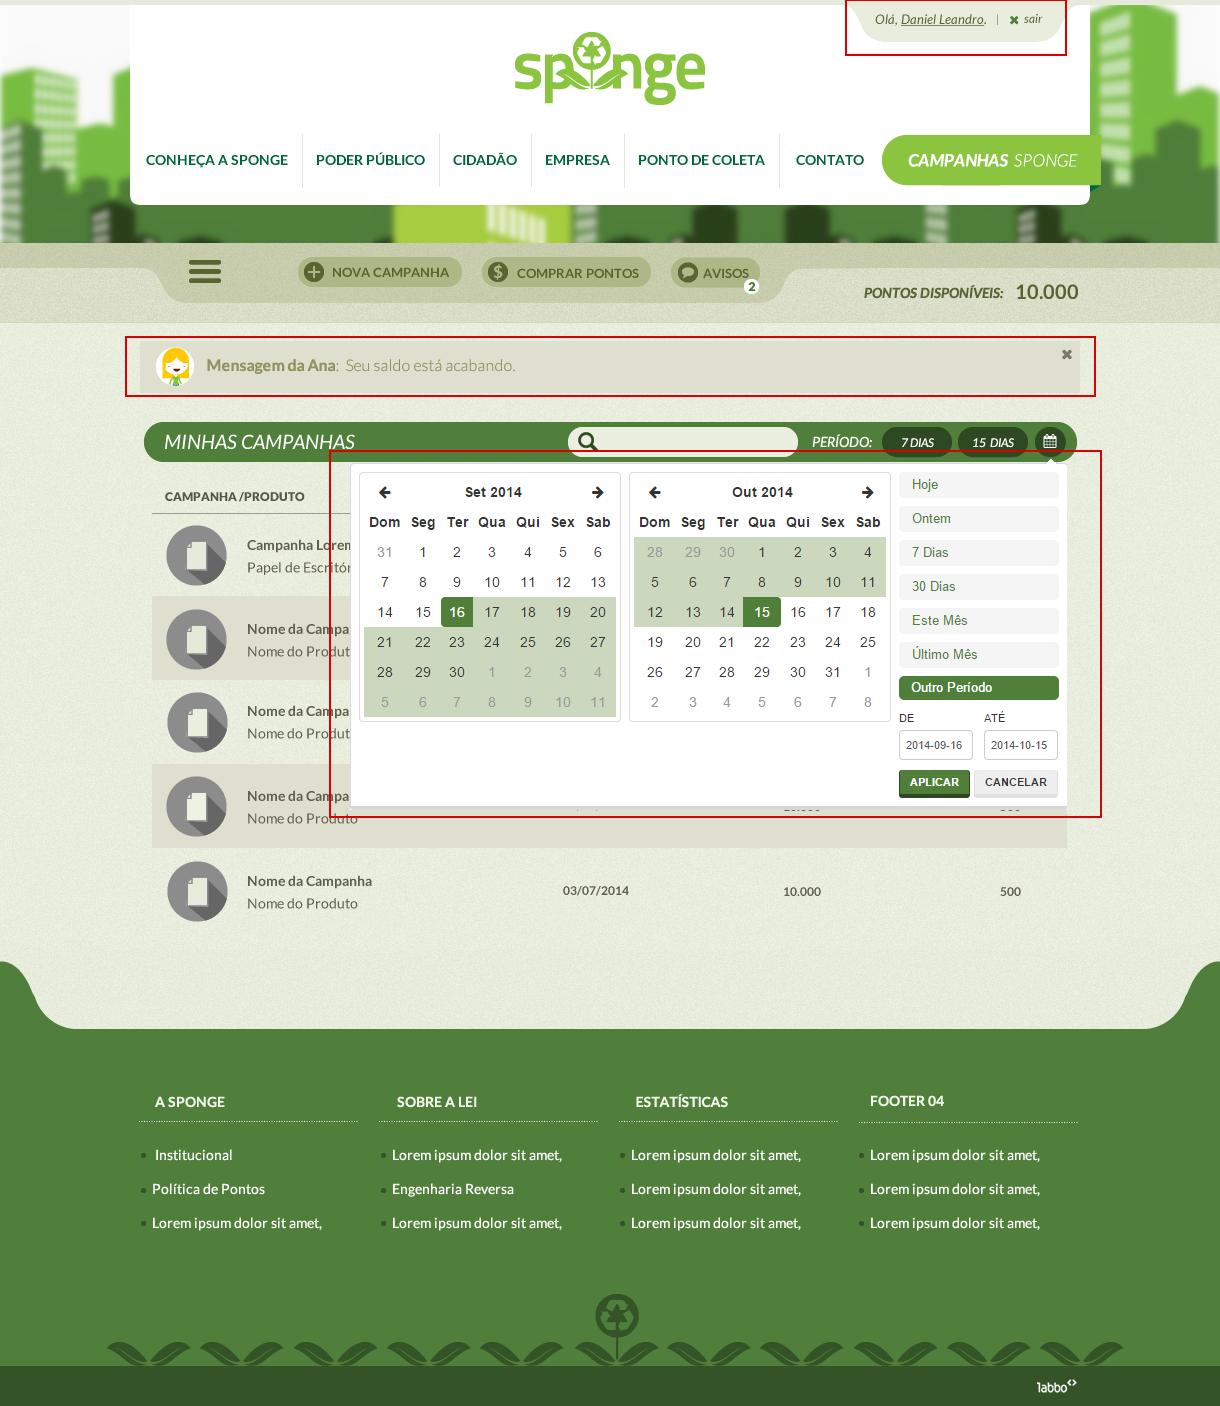 Olá, Daniel Leandro. | sair
sponge
CONHEÇA A SPONGE PODER PÚBLICO CIDADÃO EMPRESA PONTO DE COLETA CONTATO CAMPANHAS SPONGE
NOVA CAMPANHA COMPRAR PONTOS AVISOS 2
PONTOS DISPONÍVEIS: 10.000
Mensagem da Ana: Seu saldo está acabando.
MINHAS CAMPANHAS PERÍODO: 7 DIAS 15 DIAS
CAMPANHA /PRODUTO
Campanha Lorem
Papel de Escritór
Nome da Campa
Nome do Produt
Nome da Campa
Nome do Produt
Nome da Campa
Nome do Produto
Set 2014
Dom Seg Ter Qua Qui Sex Sab
31 1 2 3 4 5 6
7 8 9 10 11 12 13
14 15 16 17 18 19 20
21 22 23 24 25 26 27
28 29 30 1 2 3 4
5 6 7 8 9 10 11
Out 2014
Dom Seg Ter Qua Qui Sex Sab
28 29 30 1 2 3 4
5 6 7 8 9 10 11
12 13 14 15 16 17 18
19 20 21 22 23 24 25
26 27 28 29 30 31 1
2 3 4 5 6 7 8
Hoje
Ontem
7 Dias
30 Dias
Este Mês
Último Mês
Outro Período
DE ATÉ
2014-09-16 2014-10-15
APLICAR CANCELAR
Nome da Campanha
Nome do Produto
03/07/2014 10.000 500
A SPONGE
Institucional
Política de Pontos
Lorem ipsum dolor sit amet,
SOBRE A LEI
Lorem ipsum dolor sit amet,
Engenharia Reversa
Lorem ipsum dolor sit amet,
ESTATÍSTICAS
Lorem ipsum dolor sit amet,
Lorem ipsum dolor sit amet,
Lorem ipsum dolor sit amet,
FOOTER 04
Lorem ipsum dolor sit amet,
Lorem ipsum dolor sit amet,
Lorem ipsum dolor sit amet,
labbo